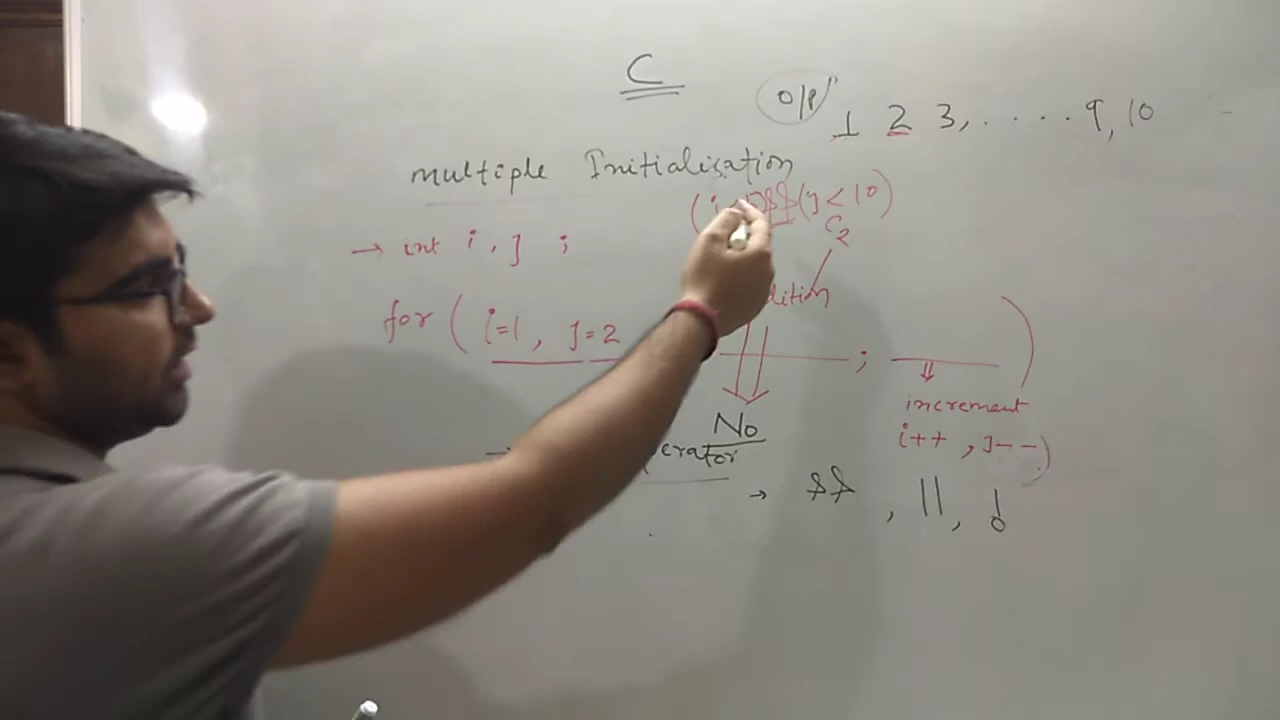 C
O/P
1 2 3, . . . . . 9, 10
multiple Initialisation
&& (j < 10)
C2
→ int i, j ;
for ( i=1, j=2 ; )
increment
No
i++ , j--)
→ && , || , !